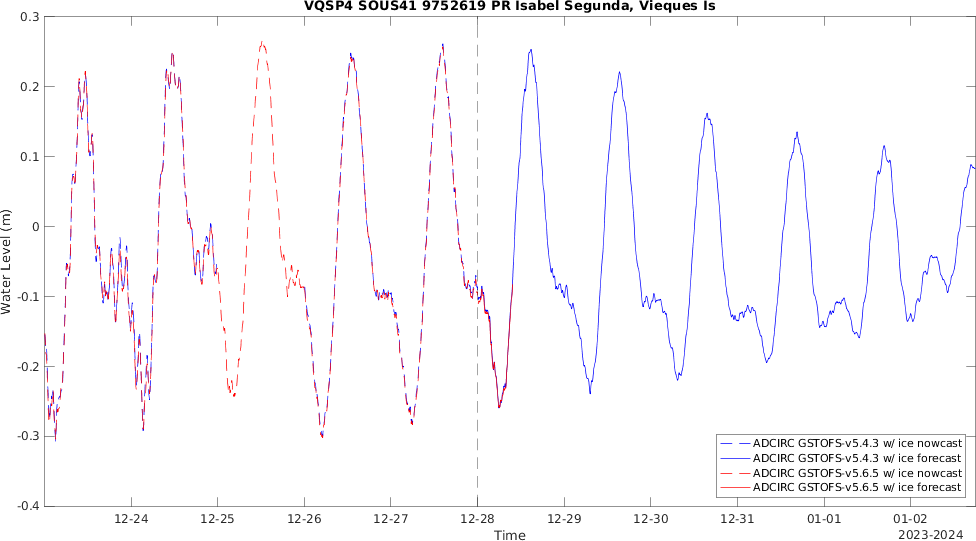 VQSP4 SOUS41 9752619 PR Isabel Segunda, Vieques Is
0.3
0.2
0.1
0
-0.1
-0.2
-0.3
-0.4
Water Level (m)
ADCIRC GSTOFS-v5.4.3 w/ ice nowcast
ADCIRC GSTOFS-v5.4.3 w/ ice forecast
ADCIRC GSTOFS-v5.6.5 w/ ice nowcast
ADCIRC GSTOFS-v5.6.5 w/ ice forecast
12-24 12-25 12-26 12-27 12-28 12-29 12-30 12-31 01-01 01-02
Time
2023-2024